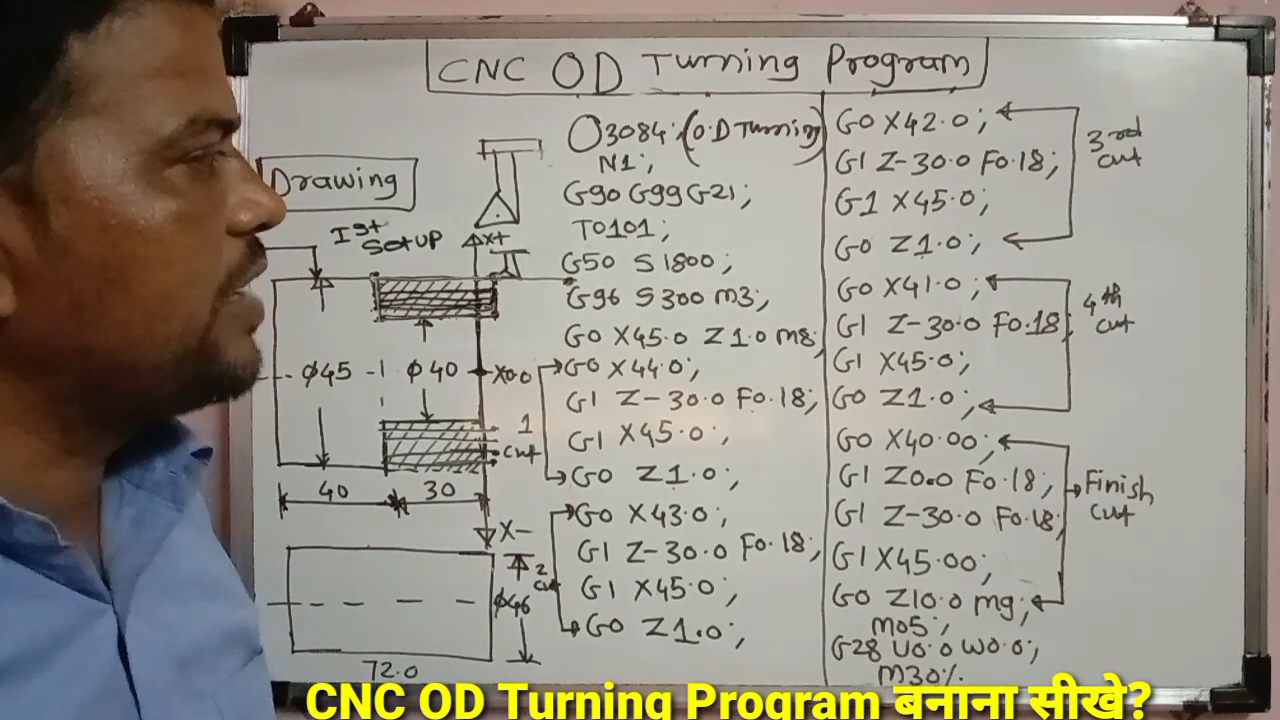 CNC OD Turning Program
Drawing
Ist
Setup
X+
φ45
φ40
X0.0
1
cut
40
30
X-
φ46
72.0
O3084; (O.D Turning)
N1;
G90 G99 G21;
T0101;
G50 S1800;
G96 S300 m3;
G0 X45.0 Z1.0 m8;
G0 X44.0;
G1 Z-30.0 F0.18;
G1 X45.0;
G0 Z1.0;
2
cut
G0 X43.0;
G1 Z-30.0 F0.18;
G1 X45.0;
G0 Z1.0;
G0 X42.0;
G1 Z-30.0 F0.18;
G1 X45.0;
G0 Z1.0;
3rd
cut
G0 X41.0;
G1 Z-30.0 F0.18;
G1 X45.0;
G0 Z1.0;
4th
cut
G0 X40.00;
G1 Z0.0 F0.18;
G1 Z-30.0 F0.18;
G1 X45.00;
G0 Z10.0 m9;
Finish
cut
M05;
G28 U0.0 W0.0;
M30%
CNC OD Turning Program बनाना सीखे?